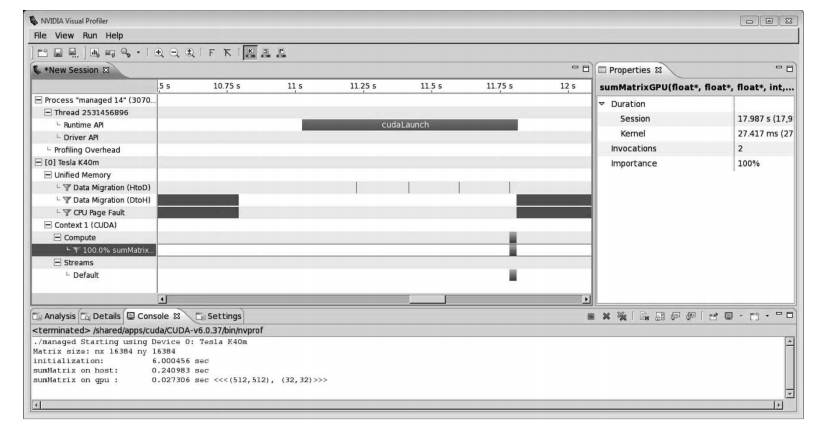 NVIDIA Visual Profiler
File View Run Help
*New Session
Properties
.5 s 10.75 s 11 s 11.25 s 11.5 s 11.75 s 12 s
sumMatrixGPU(float*, float*, float*, int,...
Process "managed 14" (3070...
Thread 2531456896
Runtime API
cudaLaunch
Driver API
Profiling Overhead
[0] Tesla K40m
Unified Memory
Data Migration (HtoD)
Data Migration (DtoH)
CPU Page Fault
Context 1 (CUDA)
Compute
100.0% sumMatrix...
Streams
Default
Duration
Session 17.987 s (17,9
Kernel 27.417 ms (27
Invocations 2
Importance 100%
Analysis Details Console Settings
<terminated> /shared/apps/cuda/CUDA-v6.0.37/bin/nvprof
./managed Starting using Device 0: Tesla K40m
Matrix size: nx 16384 ny 16384
initialization: 6.000456 sec
sumMatrix on host: 0.240983 sec
sumMatrix on gpu : 0.027306 sec <<<(512,512), (32,32)>>>